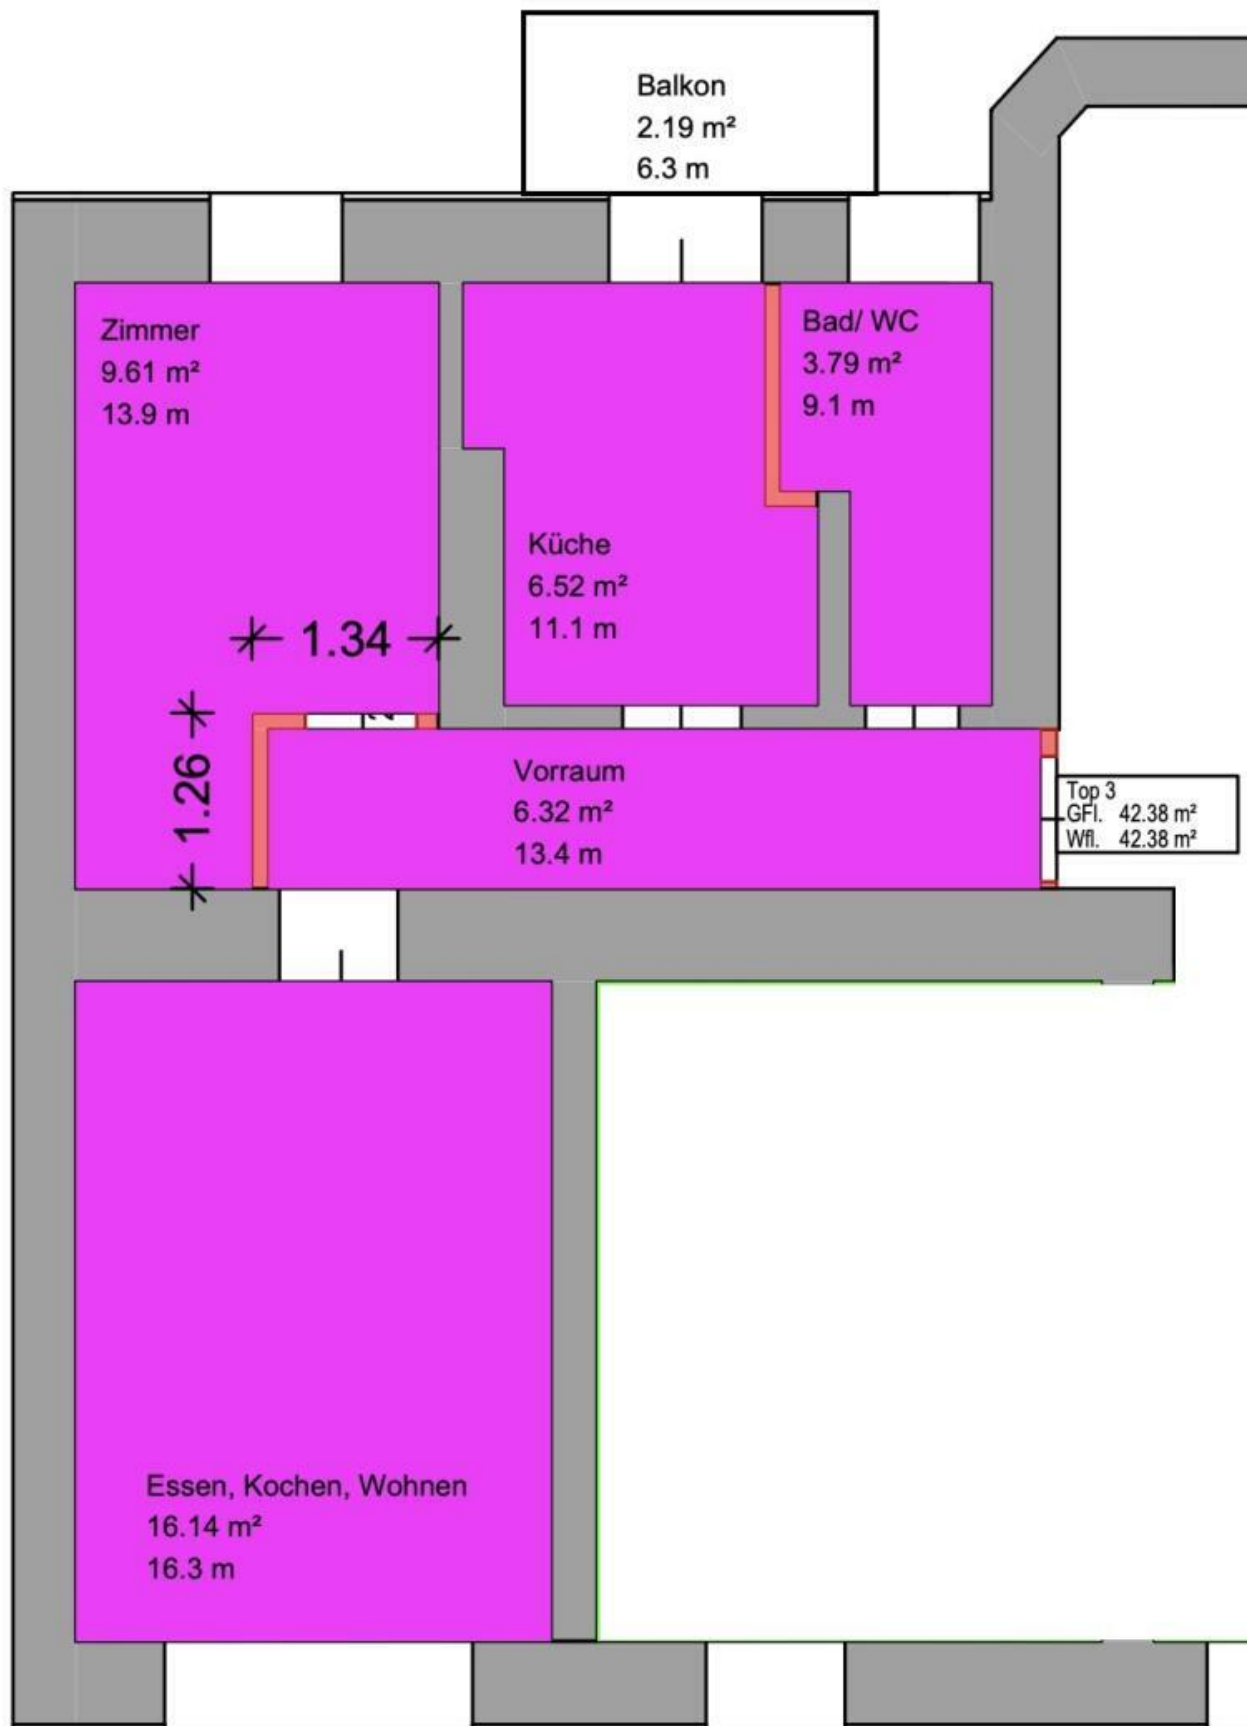 Balkon
2.19 m²
6.3 m
Zimmer
9.61 m²
13.9 m
Bad/ WC
3.79 m²
9.1 m
Küche
6.52 m²
11.1 m
1.34
1.26
Vorraum
6.32 m²
13.4 m
Top 3
GFl. 42.38 m²
Wfl. 42.38 m²
Essen, Kochen, Wohnen
16.14 m²
16.3 m